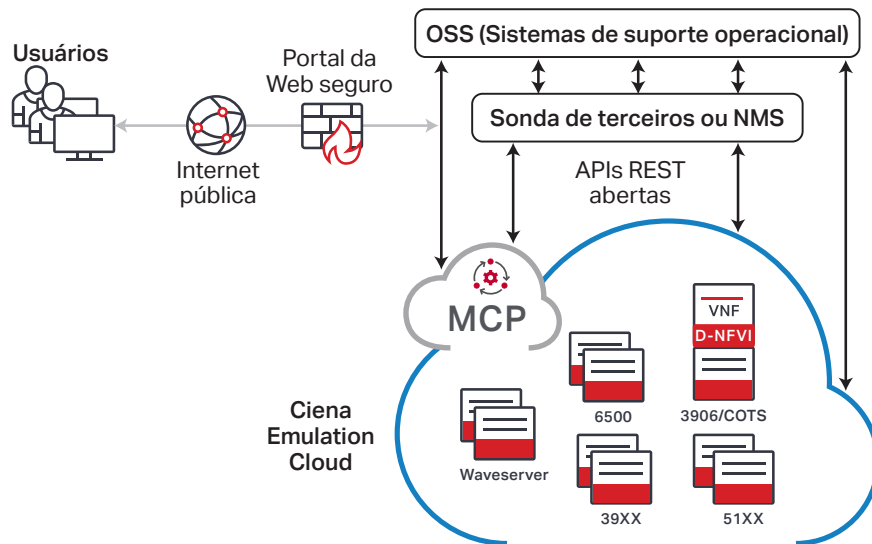 OSS (Sistemas de suporte operacional)
Usuários
Portal da
Web seguro
Sonda de terceiros ou NMS
Internet
pública
APIs REST
abertas
MCP
VNF
D-NFVI
6500
3906/COTS
Ciena
Emulation
Cloud
Waveserver
39XX
51XX